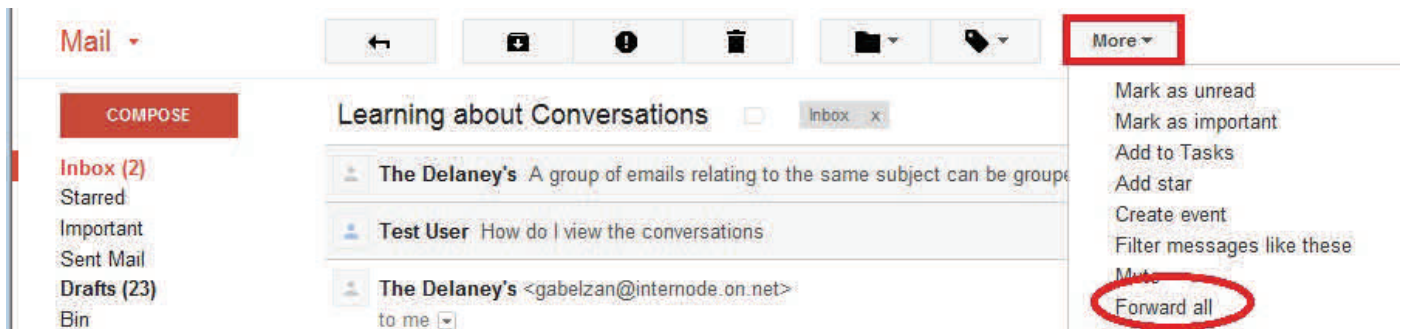 Mail
More
COMPOSE
Learning about Conversations
Inbox x
Inbox (2)
Starred
Important
Sent Mail
Drafts (23)
Bin
The Delaney's A group of emails relating to the same subject can be groupe
Test User How do I view the conversations
The Delaney's <gabelzan@internode.on.net>
to me
Mark as unread
Mark as important
Add to Tasks
Add star
Create event
Filter messages like these
Mute
Forward all